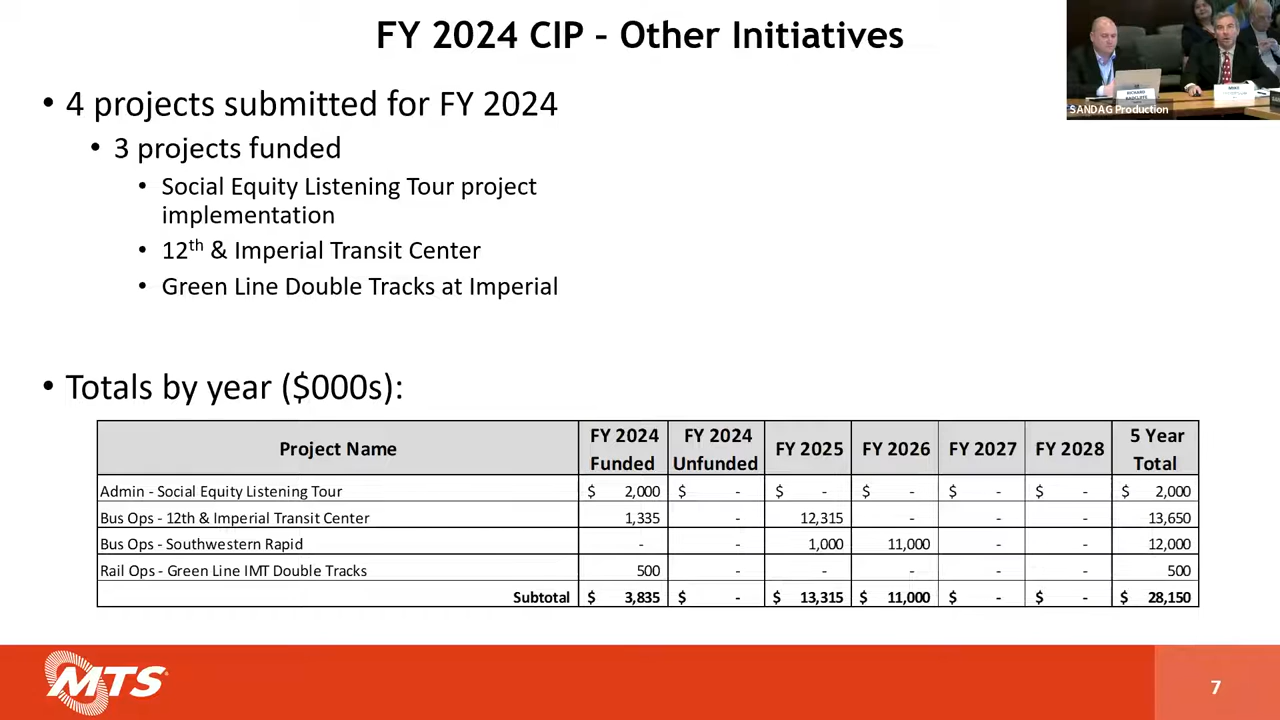 FY 2024 CIP – Other Initiatives
SANDAG Production
• 4 projects submitted for FY 2024
• 3 projects funded
• Social Equity Listening Tour project
implementation
• 12th & Imperial Transit Center
• Green Line Double Tracks at Imperial
• Totals by year ($000s):
Project Name FY 2024 Funded FY 2024 Unfunded FY 2025 FY 2026 FY 2027 FY 2028 5 Year Total
Admin - Social Equity Listening Tour $ 2,000 $ - $ - $ - $ - $ - $ 2,000
Bus Ops - 12th & Imperial Transit Center 1,335 - 12,315 - - - 13,650
Bus Ops - Southwestern Rapid - - 1,000 11,000 - - 12,000
Rail Ops - Green Line IMT Double Tracks 500 - - - - - 500
Subtotal $ 3,835 $ - $ 13,315 $ 11,000 $ - $ - $ 28,150
MTS
7